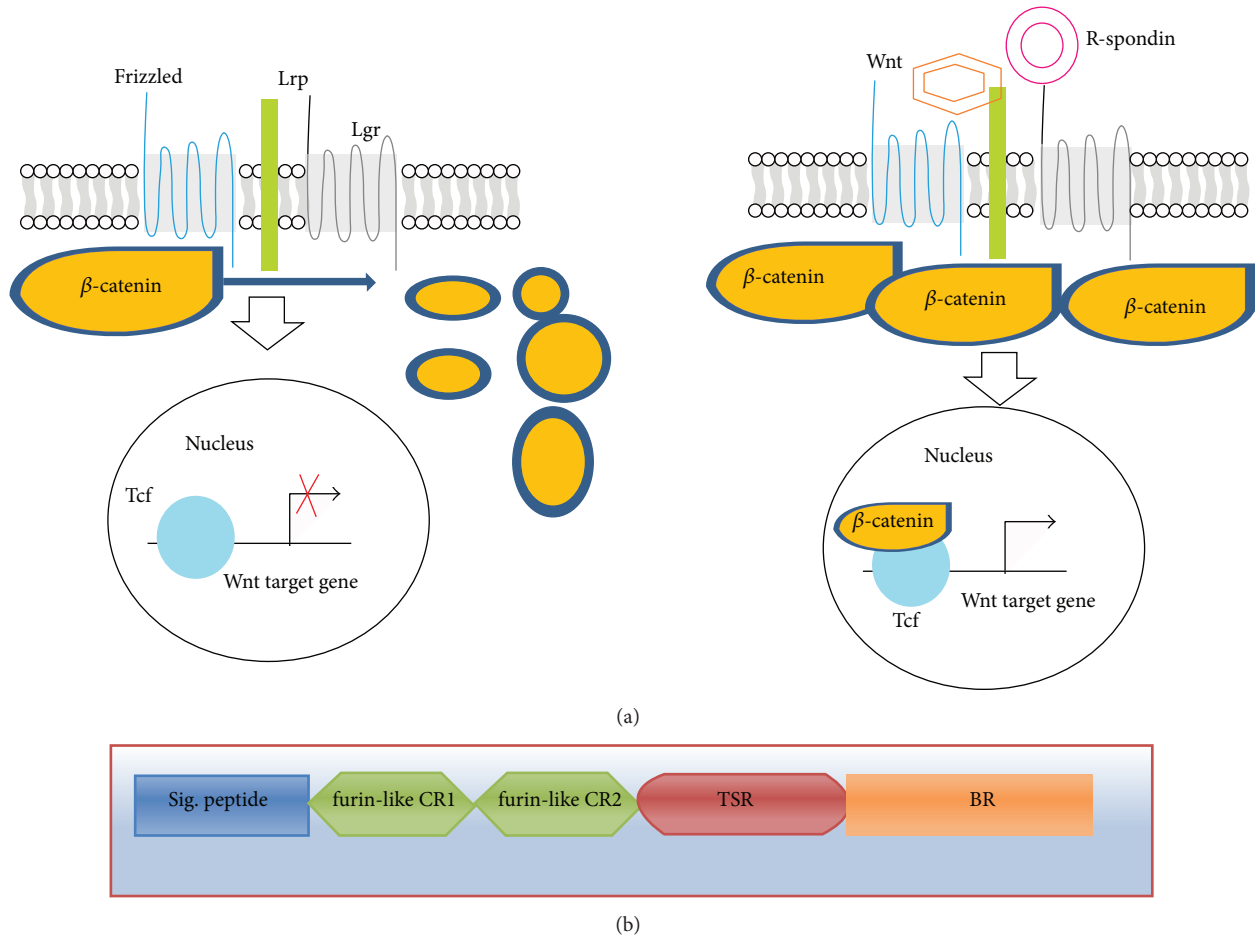 Frizzled
Lrp
Lgr
β-catenin
Nucleus
Tcf
Wnt target gene
Wnt
R-spondin
β-catenin
β-catenin
β-catenin
Nucleus
β-catenin
Wnt target gene
Tcf
(a)
Sig. peptide
furin-like CR1
furin-like CR2
TSR
BR
(b)